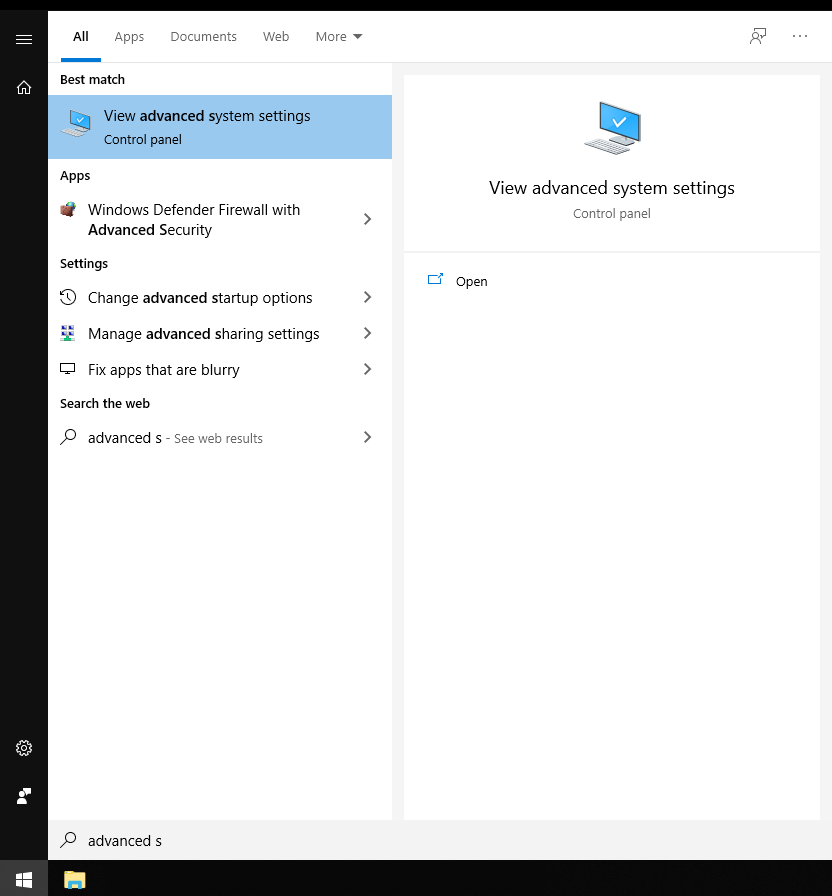 All Apps Documents Web More
Best match
View advanced system settings
Control panel
Apps
Windows Defender Firewall with
Advanced Security
Settings
Change advanced startup options
Manage advanced sharing settings
Fix apps that are blurry
Search the web
advanced s - See web results
View advanced system settings
Control panel
Open
advanced s